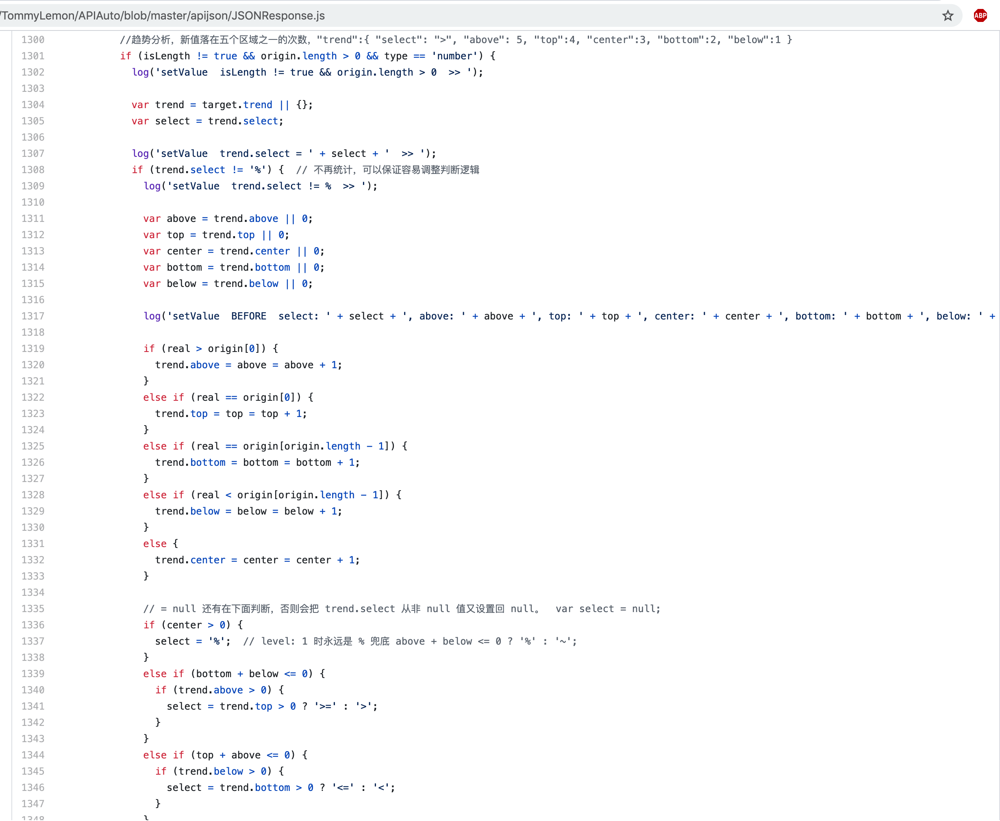 /TommyLemon/APIAuto/blob/master/apijson/JSONResponse.js
ABP
1300 //趋势分析，新值落在五个区域之一的次数，"trend":{ "select": ">", "above": 5, "top":4, "center":3, "bottom":2, "below":1 }
1301 if (isLength != true && origin.length > 0 && type == 'number') {
1302 log('setValue  isLength != true && origin.length > 0  >> ');
1303
1304 var trend = target.trend || {};
1305 var select = trend.select;
1306
1307 log('setValue  trend.select = ' + select + '  >> ');
1308 if (trend.select != '%') {  // 不再统计，可以保证容易调整判断逻辑
1309 log('setValue  trend.select != %  >> ');
1310
1311 var above = trend.above || 0;
1312 var top = trend.top || 0;
1313 var center = trend.center || 0;
1314 var bottom = trend.bottom || 0;
1315 var below = trend.below || 0;
1316
1317 log('setValue  BEFORE  select: ' + select + ', above: ' + above + ', top: ' + top + ', center: ' + center + ', bottom: ' + bottom + ', below: ' +
1318
1319 if (real > origin[0]) {
1320 trend.above = above = above + 1;
1321 }
1322 else if (real == origin[0]) {
1323 trend.top = top = top + 1;
1324 }
1325 else if (real == origin[origin.length - 1]) {
1326 trend.bottom = bottom = bottom + 1;
1327 }
1328 else if (real < origin[origin.length - 1]) {
1329 trend.below = below = below + 1;
1330 }
1331 else {
1332 trend.center = center = center + 1;
1333 }
1334
1335 // = null 还有在下面判断，否则会把 trend.select 从非 null 值又设置回 null。  var select = null;
1336 if (center > 0) {
1337 select = '%';  // level: 1 时永远是 % 兜底 above + below <= 0 ? '%' : '~';
1338 }
1339 else if (bottom + below <= 0) {
1340 if (trend.above > 0) {
1341 select = trend.top > 0 ? '>=' : '>';
1342 }
1343 }
1344 else if (top + above <= 0) {
1345 if (trend.below > 0) {
1346 select = trend.bottom > 0 ? '<=' : '<';
1347 }
1348 }